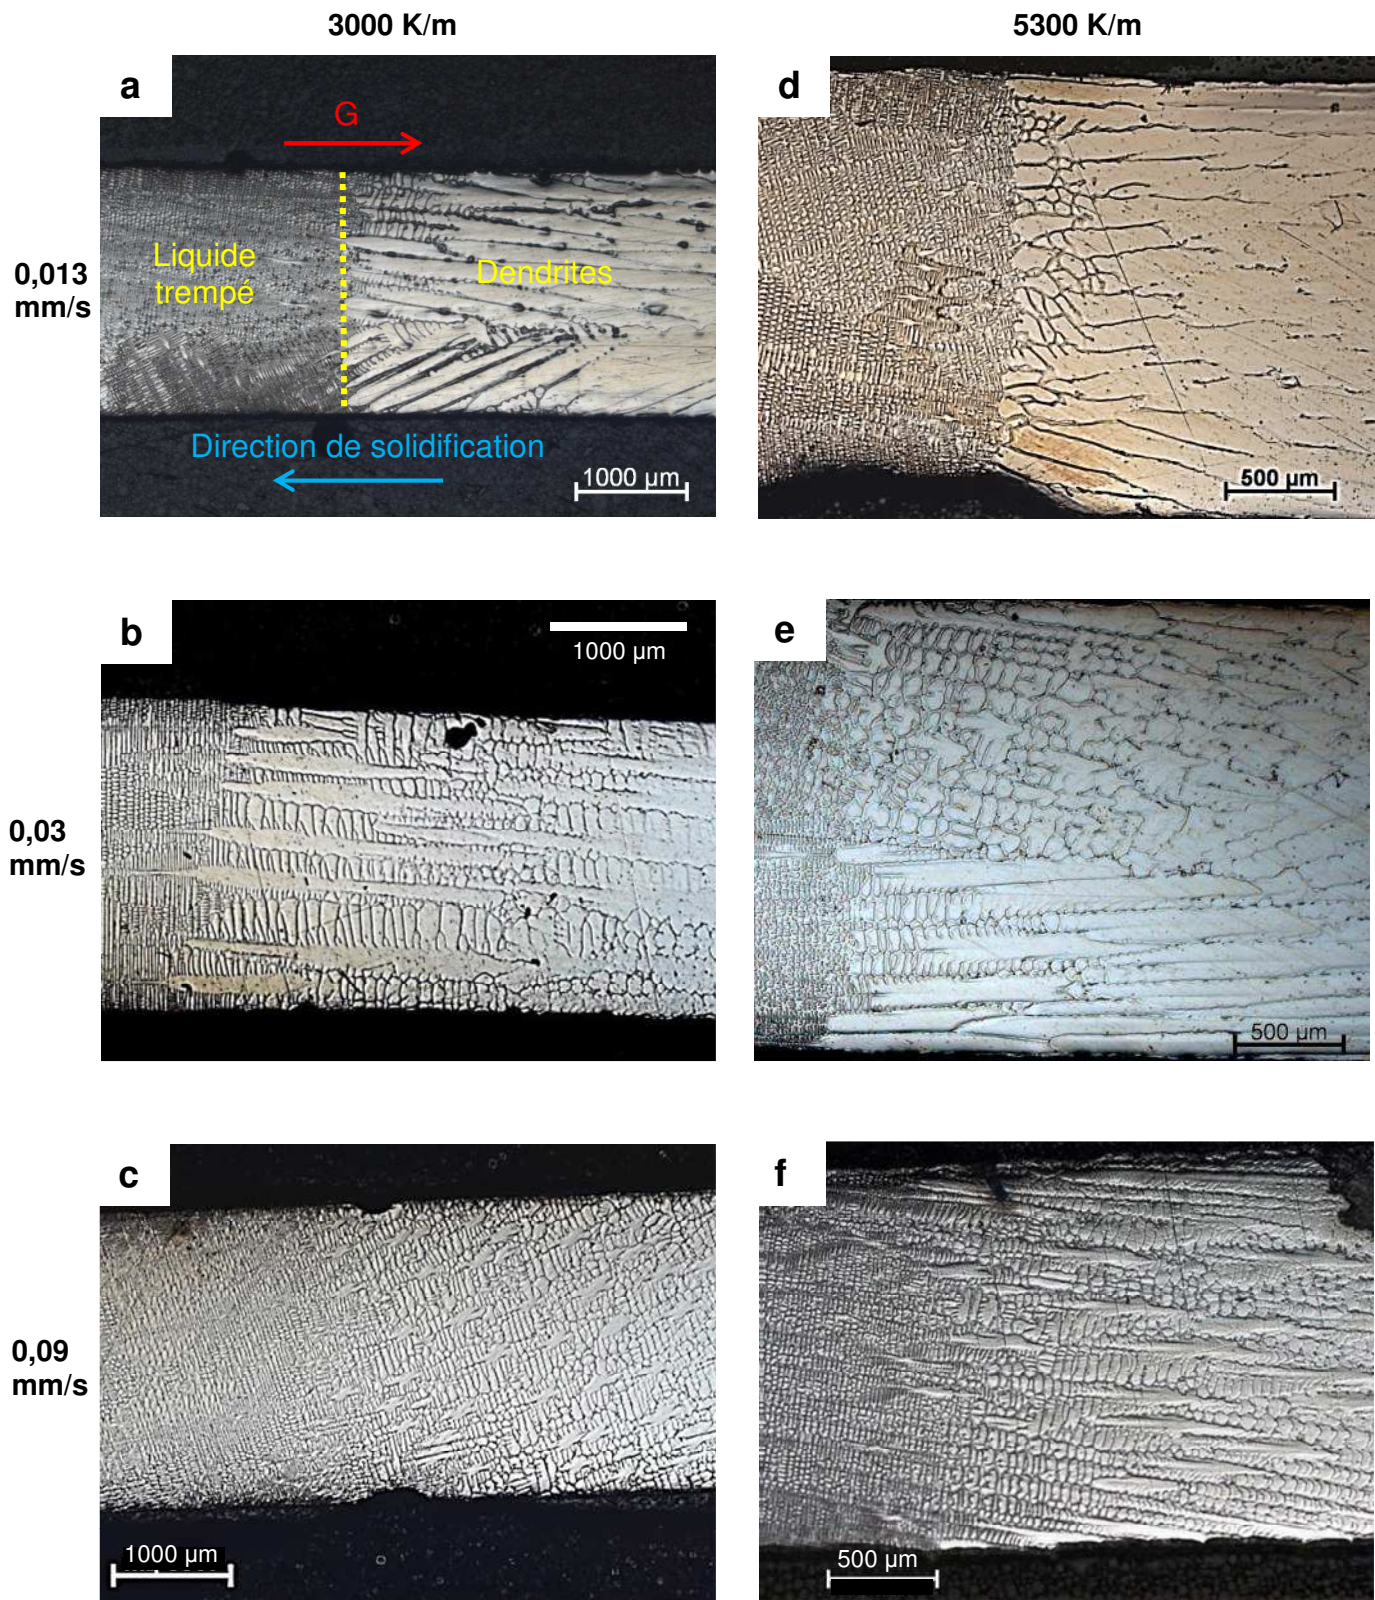 3000 K/m
5300 K/m
a
d
G
Liquide
trempé
Dendrites
0,013
mm/s
Direction de solidification
1000 µm
500 µm
b
e
1000 µm
0,03
mm/s
500 µm
c
f
0,09
mm/s
1000 µm
500 µm